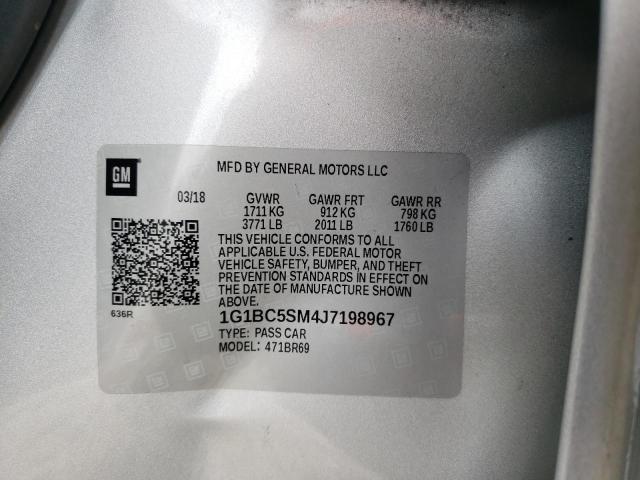 GM
MFD BY GENERAL MOTORS LLC
03/18 GVWR GAWR FRT GAWR RR
1711 KG 912 KG 798 KG
3771 LB 2011 LB 1760 LB
THIS VEHICLE CONFORMS TO ALL
APPLICABLE U.S. FEDERAL MOTOR
VEHICLE SAFETY, BUMPER, AND THEFT
PREVENTION STANDARDS IN EFFECT ON
THE DATE OF MANUFACTURE SHOWN
ABOVE.
636R
1G1BC5SM4J7198967
TYPE: PASS CAR
MODEL: 471BR69